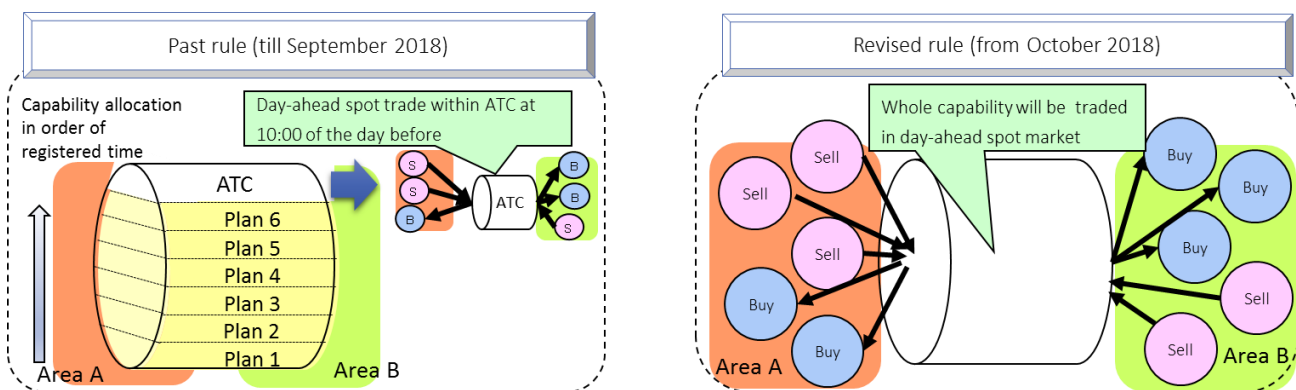 Past rule (till September 2018)
Capability allocation
in order of
registered time
Day-ahead spot trade within ATC at
10:00 of the day before
ATC
Plan 6
Plan 5
Plan 4
Plan 3
Plan 2
Plan 1
Area A
Area B
S
S
B
ATC
B
B
S
Revised rule (from October 2018)
Whole capability will be traded
in day-ahead spot market
Sell
Sell
Sell
Buy
Buy
Area A
Buy
Buy
Buy
Sell
Sell
Area B